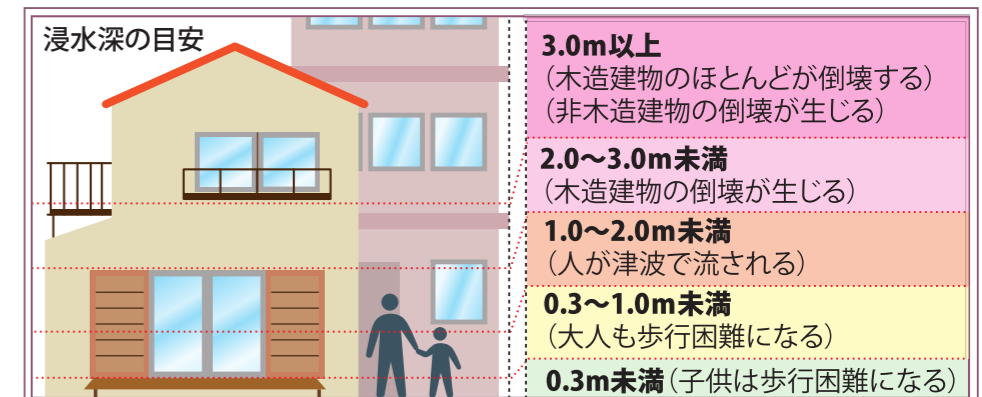 浸水深の目安
3.0m以上
（木造建物のほとんどが倒壊する）
（非木造建物の倒壊が生じる）
2.0～3.0m未満
（木造建物の倒壊が生じる）
1.0～2.0m未満
（人が津波で流される）
0.3～1.0m未満
（大人も歩行困難になる）
0.3m未満（子供は歩行困難になる）